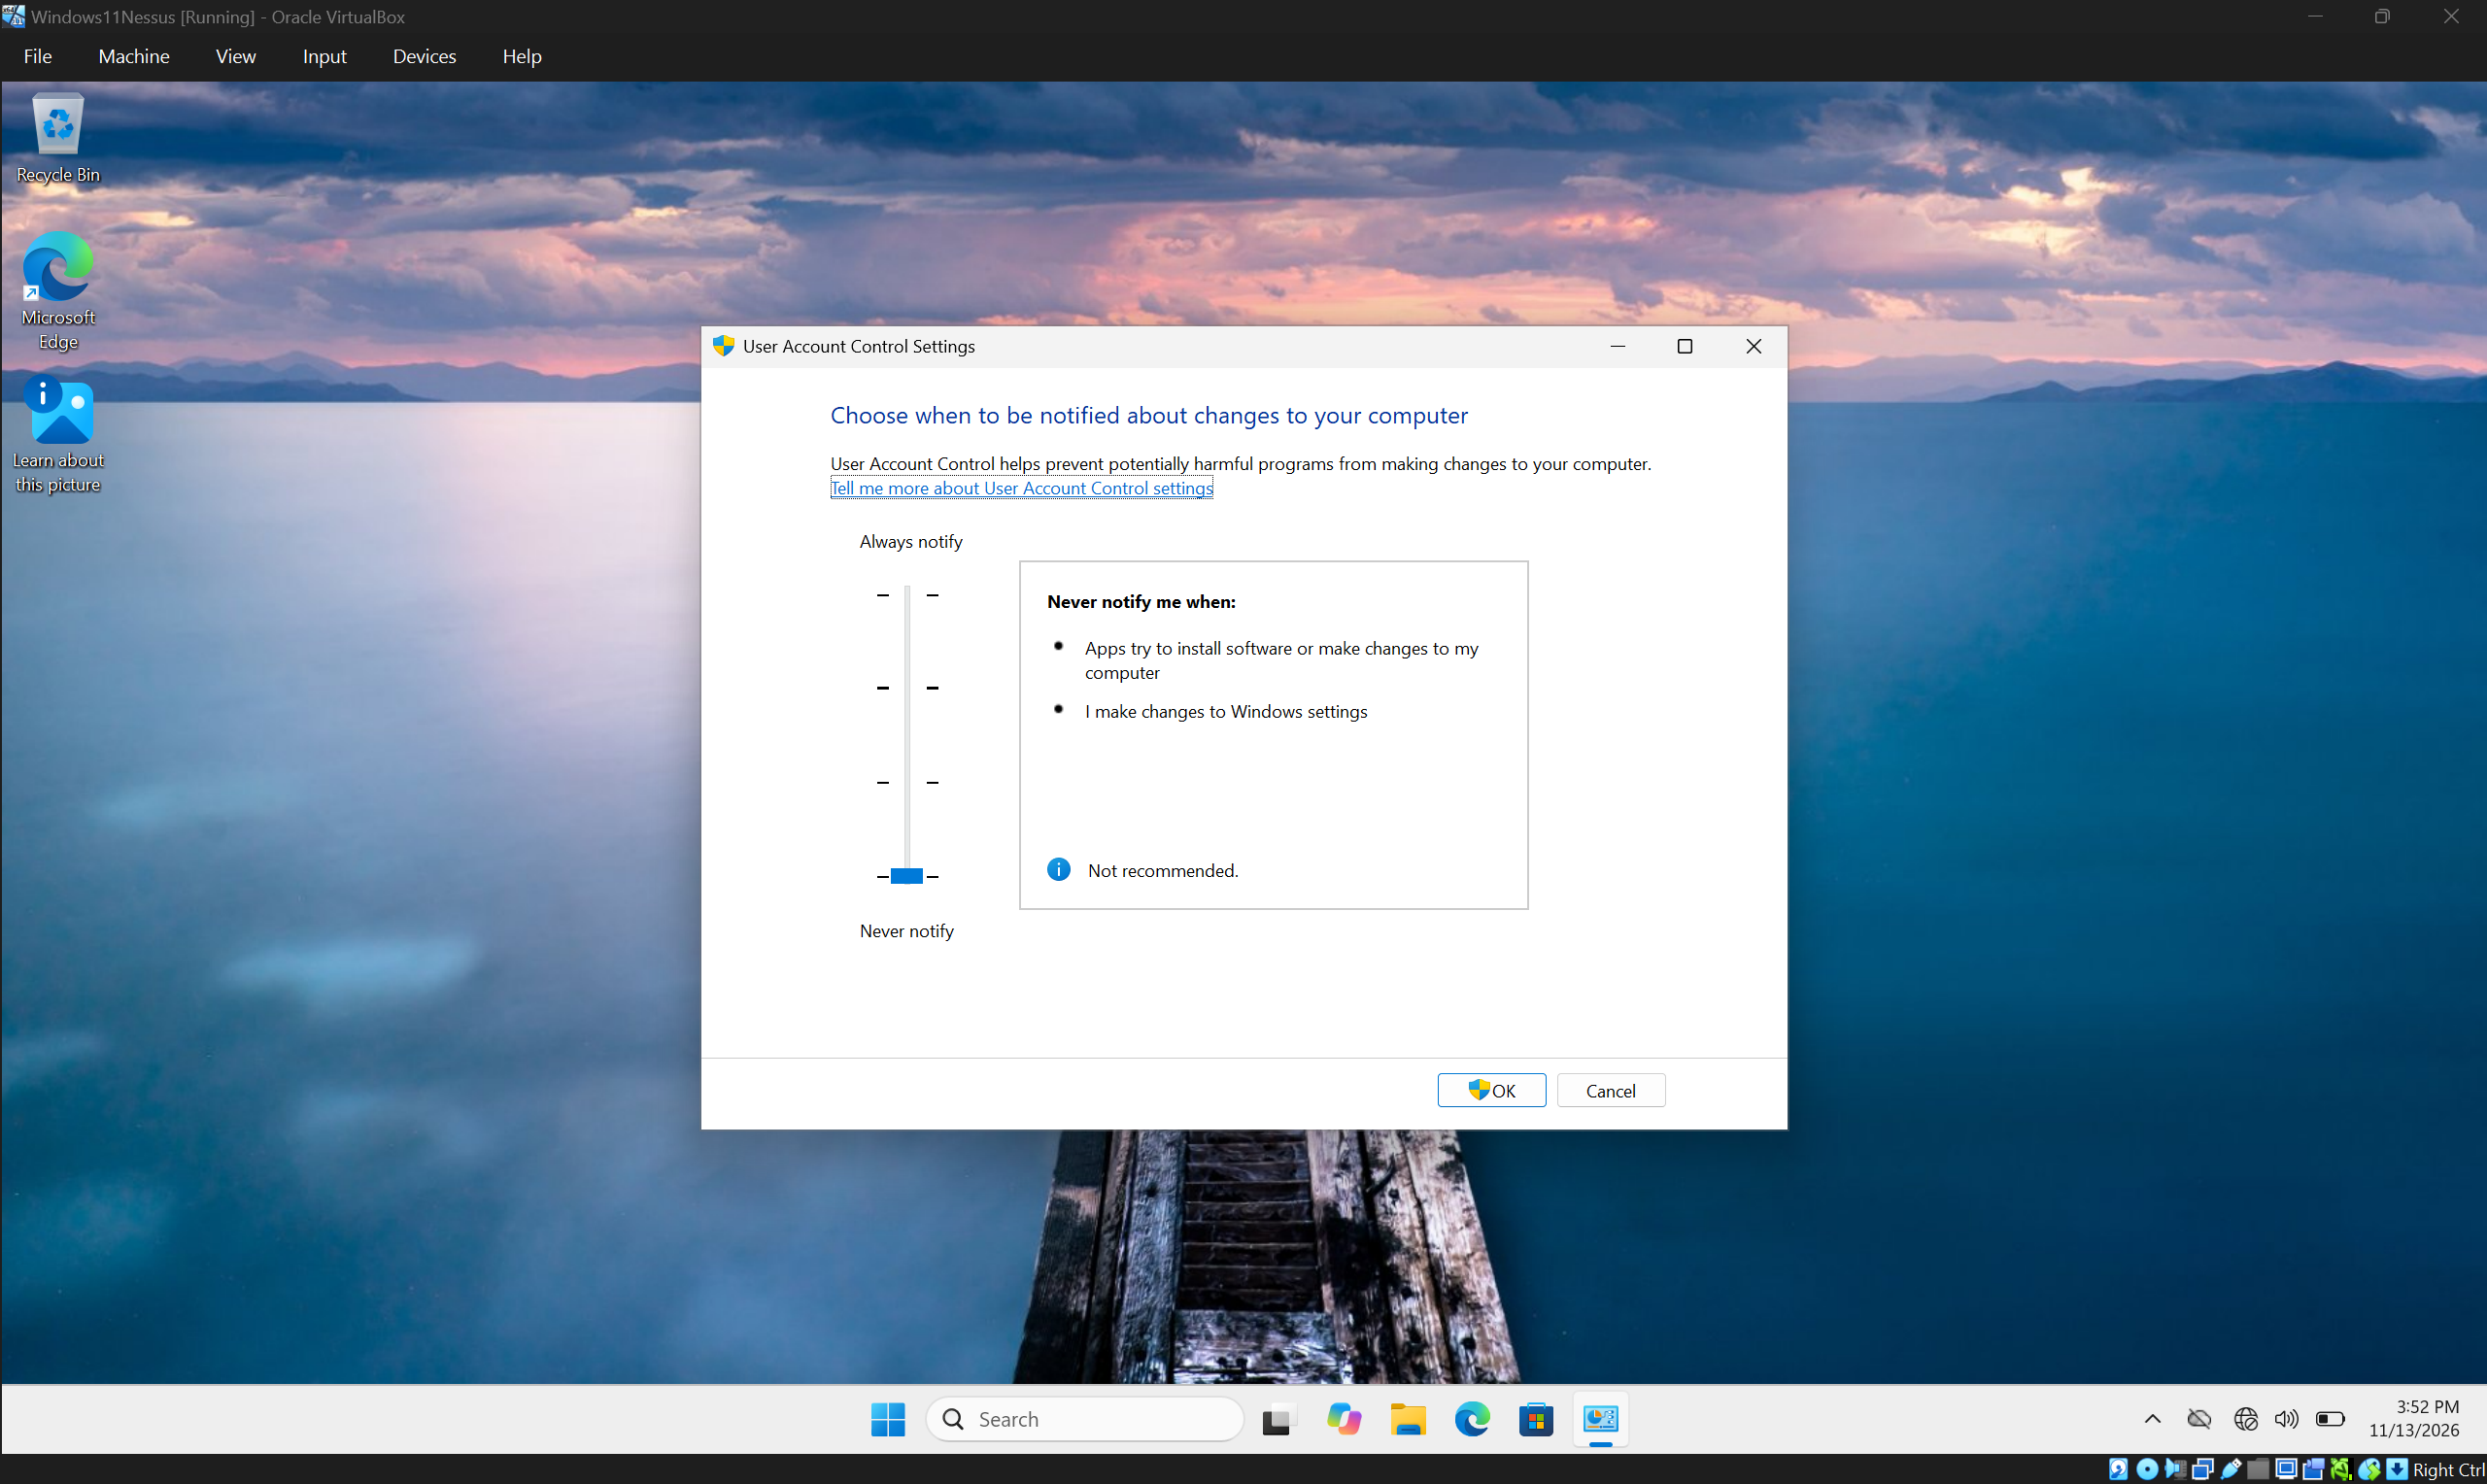 Windows11Nessus [Running] - Oracle VirtualBox
File Machine View Input Devices Help
Recycle Bin
Microsoft
Edge
Learn about
this picture
User Account Control Settings
Choose when to be notified about changes to your computer
User Account Control helps prevent potentially harmful programs from making changes to your computer.
Tell me more about User Account Control settings
Always notify
Never notify me when:
Apps try to install software or make changes to my
computer
I make changes to Windows settings
Not recommended.
Never notify
OK Cancel
Search
3:52 PM
11/13/2026
Right Ctrl